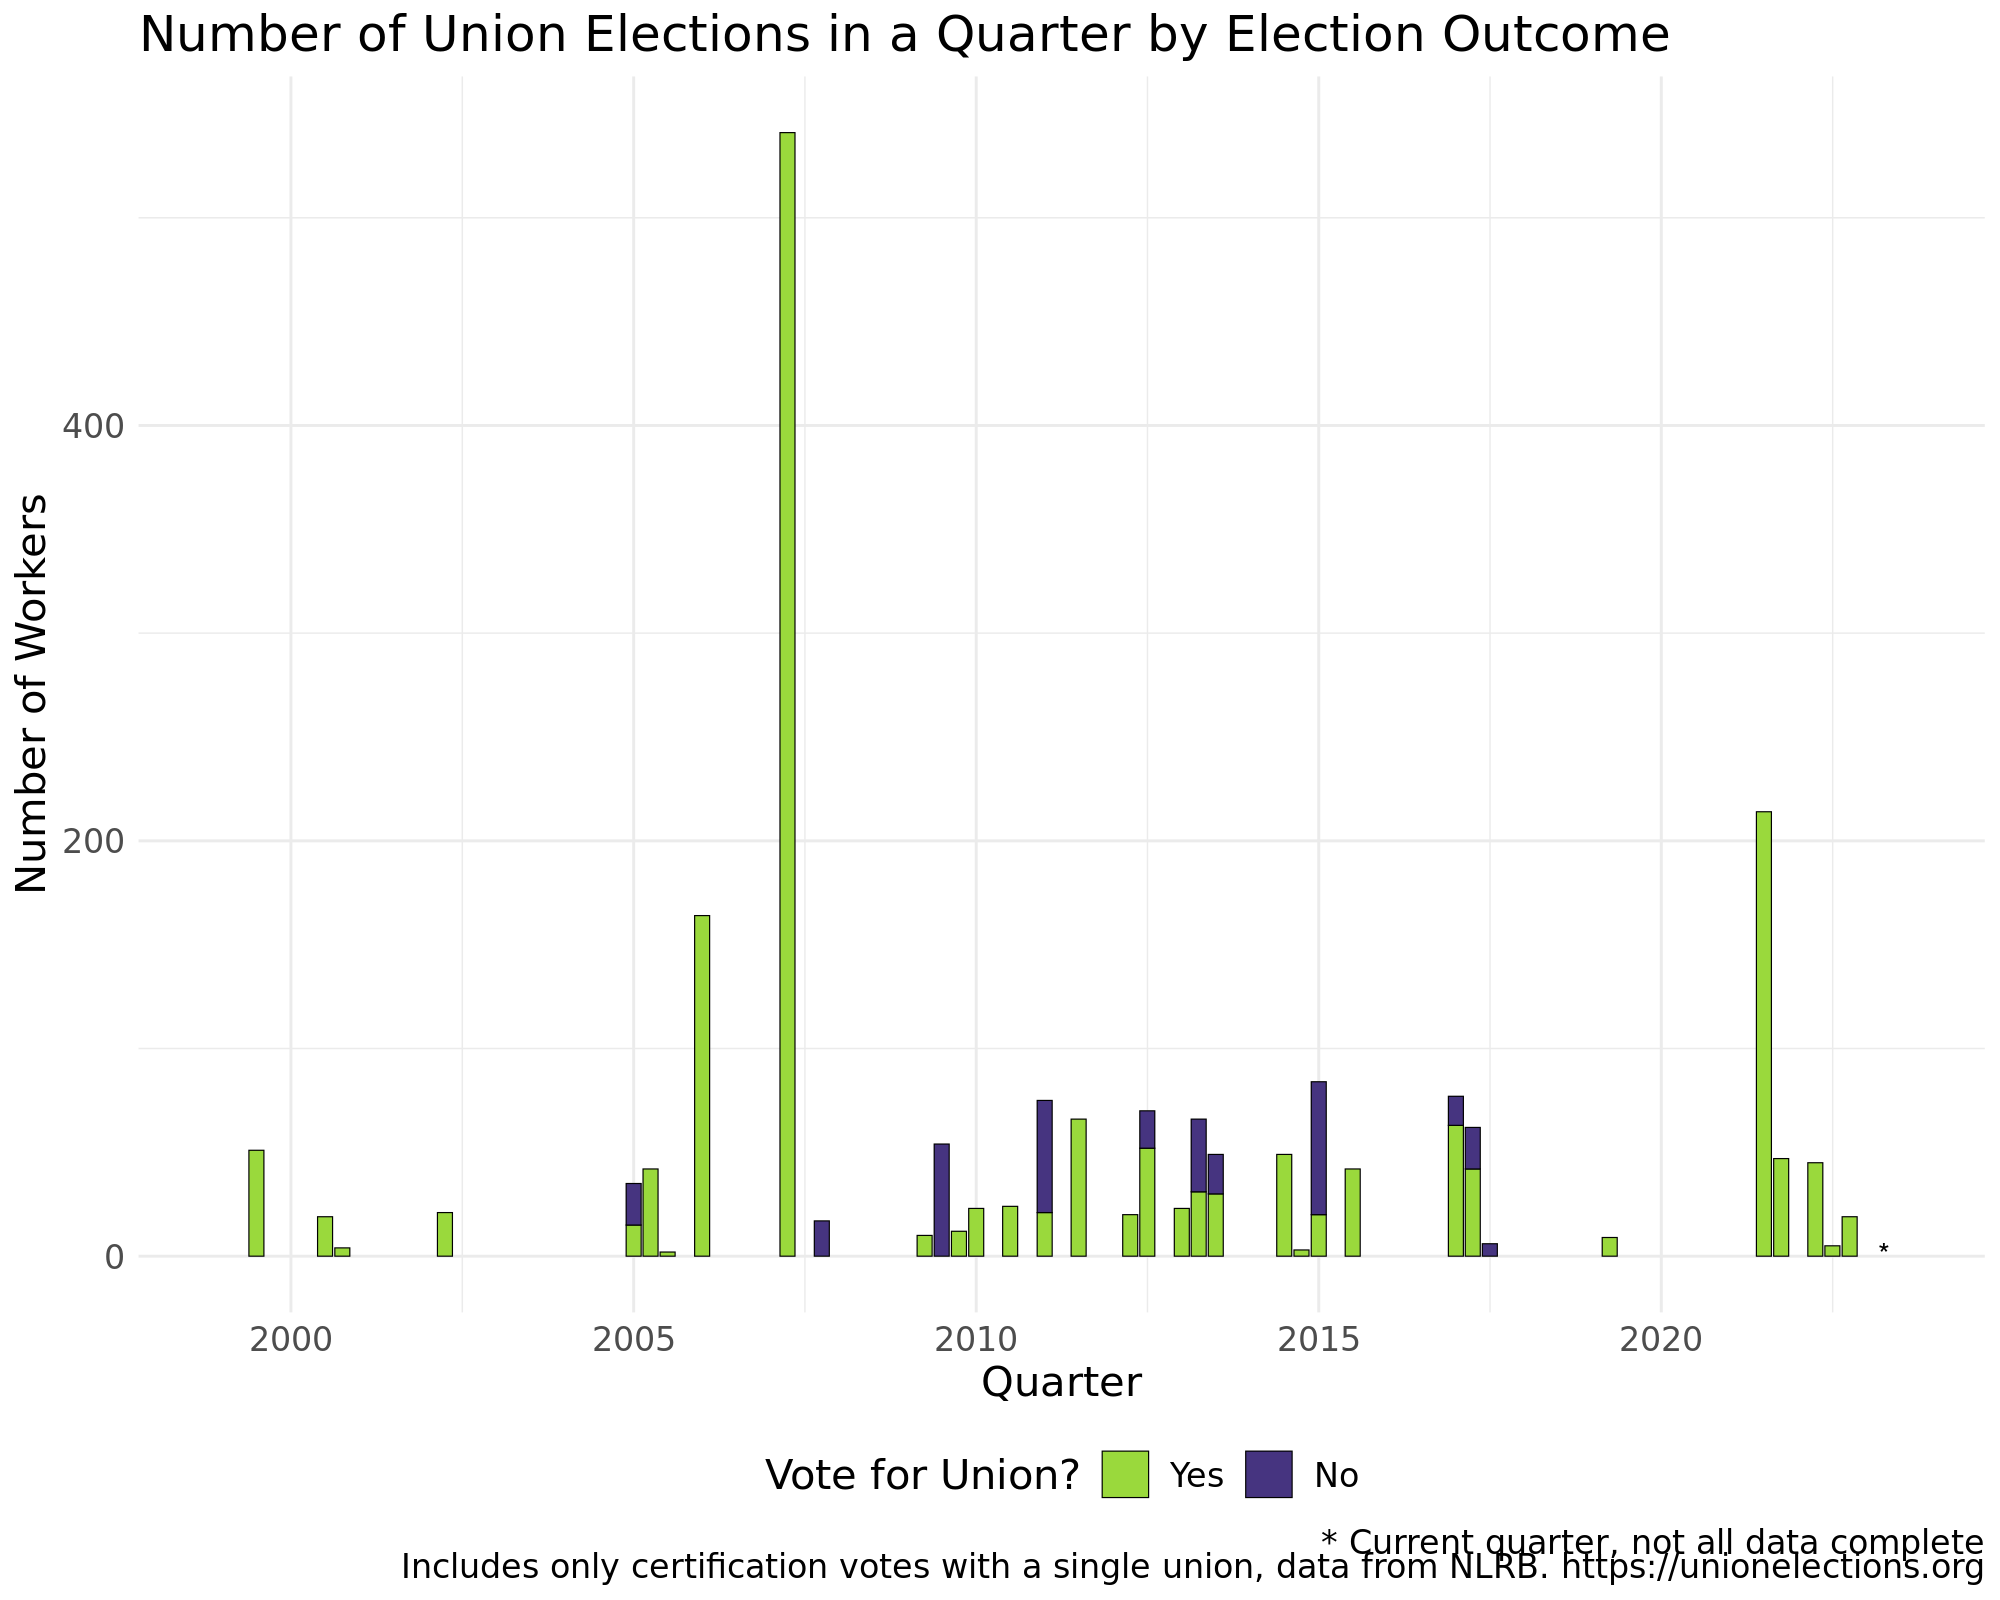 Number of Union Elections in a Quarter by Election Outcome
Number of Workers
400
200
0
*
2000 2005 2010 2015 2020
Quarter
Vote for Union? Yes No
* Current quarter, not all data complete
Includes only certification votes with a single union, data from NLRB. https://unionelections.org